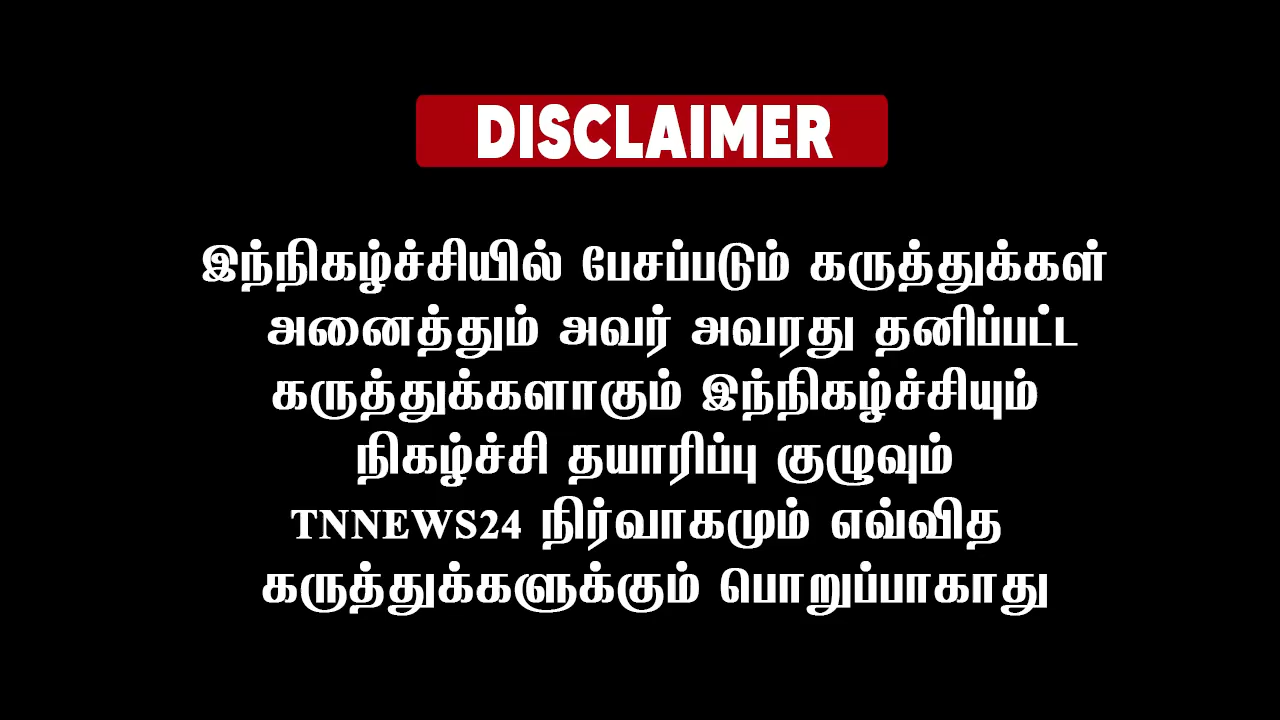 DISCLAIMER
இந்நிகழ்ச்சியில் பேசப்படும் கருத்துக்கள்
அனைத்தும் அவர் அவரது தனிப்பட்ட
கருத்துக்களாகும் இந்நிகழ்ச்சியும்
நிகழ்ச்சி தயாரிப்பு குழுவும்
TNNEWS24 நிர்வாகமும் எவ்வித
கருத்துக்களுக்கும் பொறுப்பாகாது